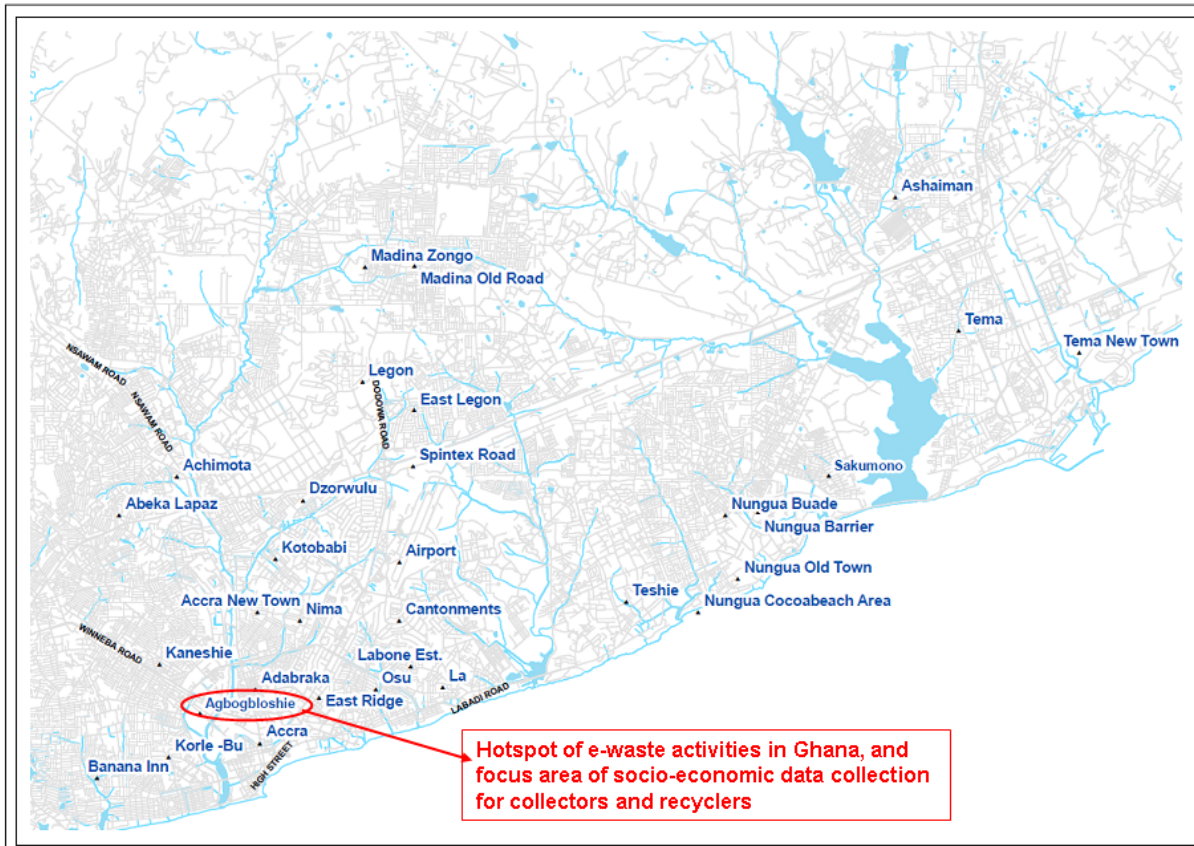 Ashaiman
Madina Zongo
Madina Old Road
Tema
Tema New Town
NSAWAM ROAD
NSAWAM ROAD
Legon
DODOWA ROAD
East Legon
Spintex Road
Achimota
Sakumono
Dzorwulu
Abeka Lapaz
Nungua Buade
Nungua Barrier
Kotobabi
Airport
Nungua Old Town
Teshie
Nungua Cocoabeach Area
Accra New Town
Nima
Cantonments
WINNEBA ROAD
Kaneshie
Labone Est.
Adabraka
Osu
La
LABADI ROAD
East Ridge
Agbogbloshie
Accra
Korle -Bu
HIGH STREET
Banana Inn
Hotspot of e-waste activities in Ghana, and
focus area of socio-economic data collection
for collectors and recyclers